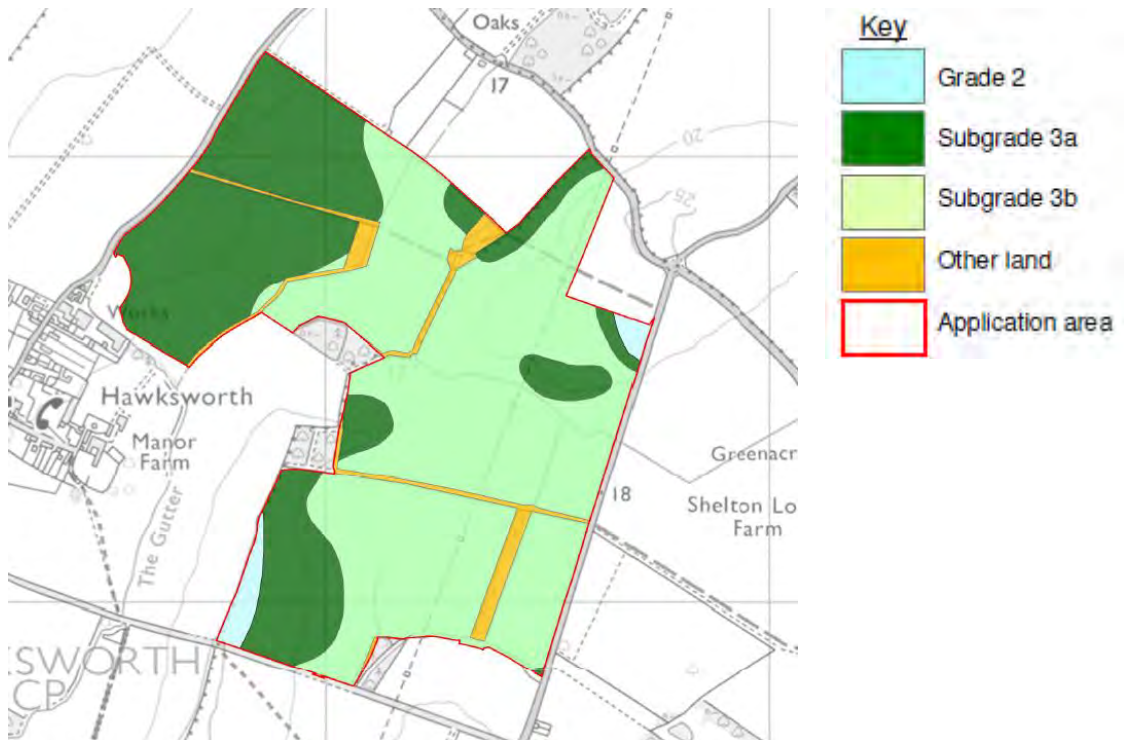 Oaks
17
20
25
Works
17
Hawksworth
Manor
Farm
The Gutter
Greenacr
18
Shelton Lo
Farm
SWORTH
CP
Key
Grade 2
Subgrade 3a
Subgrade 3b
Other land
Application area